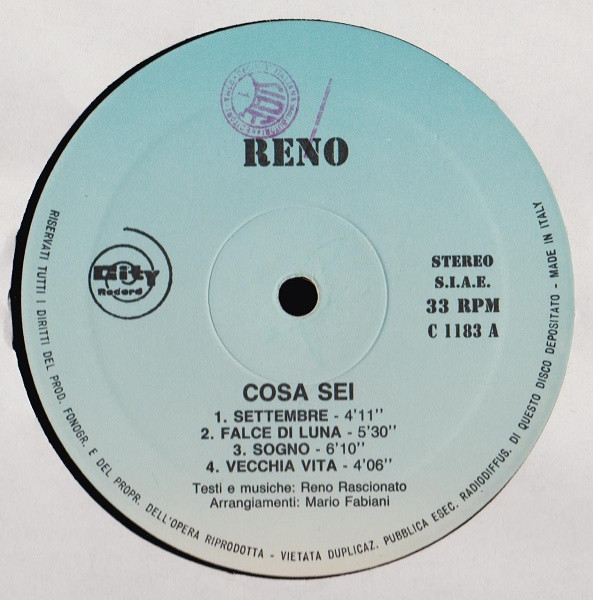 RENO
City
Record
STEREO
S.I.A.E.
33 RPM
C 1183 A
COSA SEI
1. SETTEMBRE - 4'11''
2. FALCE DI LUNA - 5'30''
3. SOGNO - 6'10''
4. VECCHIA VITA - 4'06''
Testi e musiche: Reno Rascionato
Arrangiamenti: Mario Fabiani
RISERVATI TUTTI I DIRITTI DEL PROD. FONOGR. E DEL PROPR. DELL'OPERA RIPRODOTTA - VIETATA DUPLICAZ. PUBBLICA ESEC. RADIODIFFUS. DI QUESTO DISCO DEPOSITATO - MADE IN ITALY